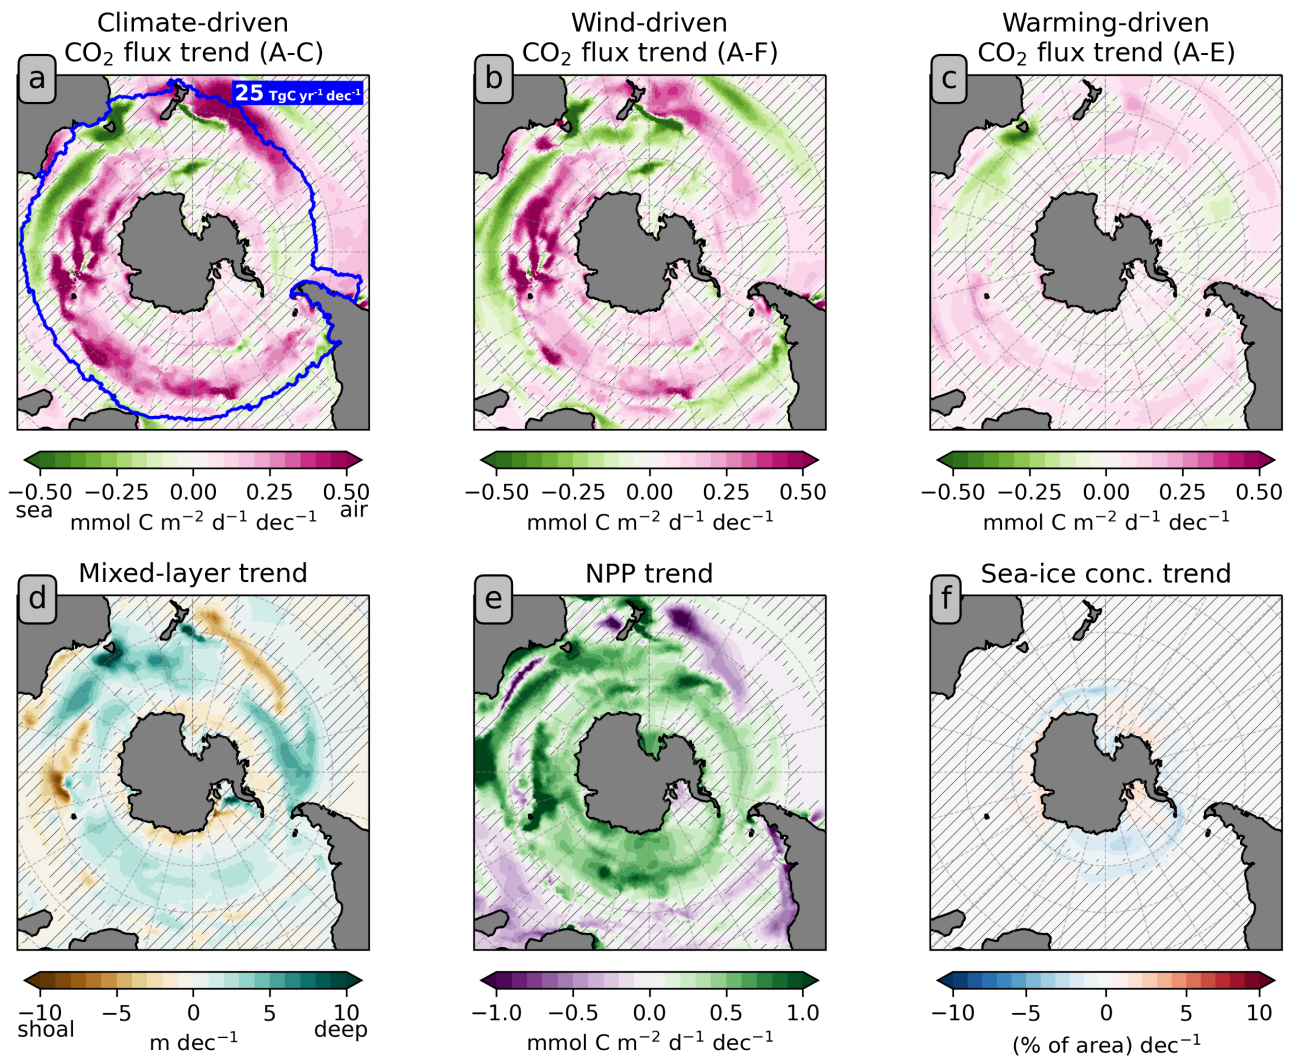 Climate-driven
CO₂ flux trend (A-C)
Wind-driven
CO₂ flux trend (A-F)
Warming-driven
CO₂ flux trend (A-E)
a
25 TgC yr⁻¹ dec⁻¹
b
c
−0.50 −0.25 0.00 0.25 0.50
sea air
mmol C m⁻² d⁻¹ dec⁻¹
−0.50 −0.25 0.00 0.25 0.50
mmol C m⁻² d⁻¹ dec⁻¹
−0.50 −0.25 0.00 0.25 0.50
mmol C m⁻² d⁻¹ dec⁻¹
Mixed-layer trend
NPP trend
Sea-ice conc. trend
d
e
f
−10 −5 0 5 10
shoal deep
m dec⁻¹
−1.0 −0.5 0.0 0.5 1.0
mmol C m⁻² d⁻¹ dec⁻¹
−10 −5 0 5 10
(% of area) dec⁻¹